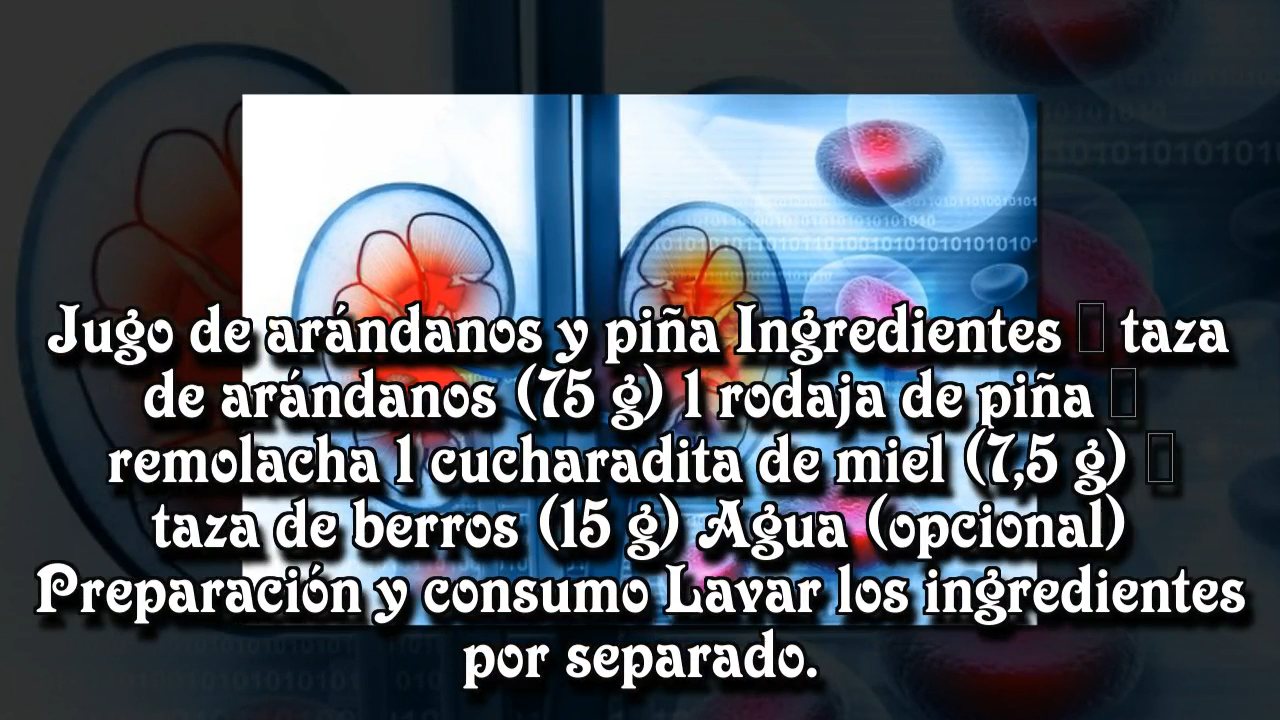 Jugo de arándanos y piña Ingredientes taza
de arándanos (75 g) 1 rodaja de piña
remolacha 1 cucharadita de miel (7,5 g)
taza de berros (15 g) Agua (opcional)
Preparación y consumo Lavar los ingredientes
por separado.